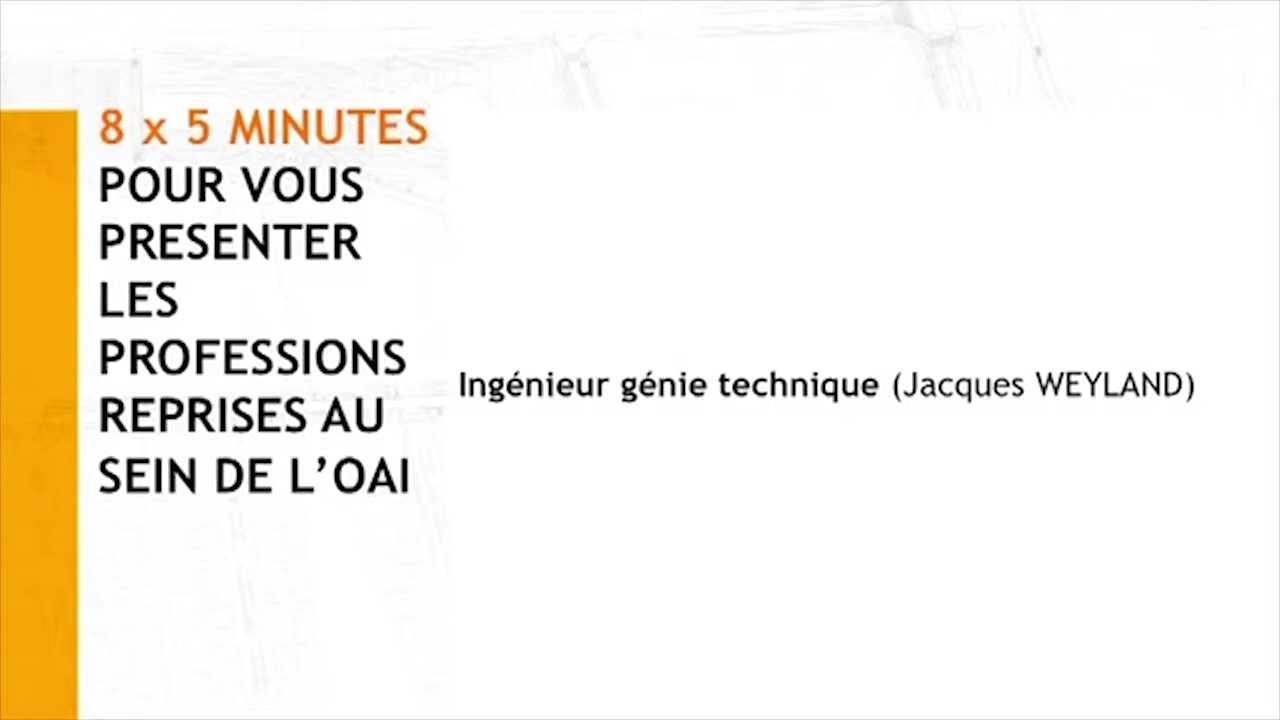 8 x 5 MINUTES
POUR VOUS
PRESENTER
LES
PROFESSIONS
REPRISES AU
SEIN DE L’OAI
Ingénieur génie technique (Jacques WEYLAND)